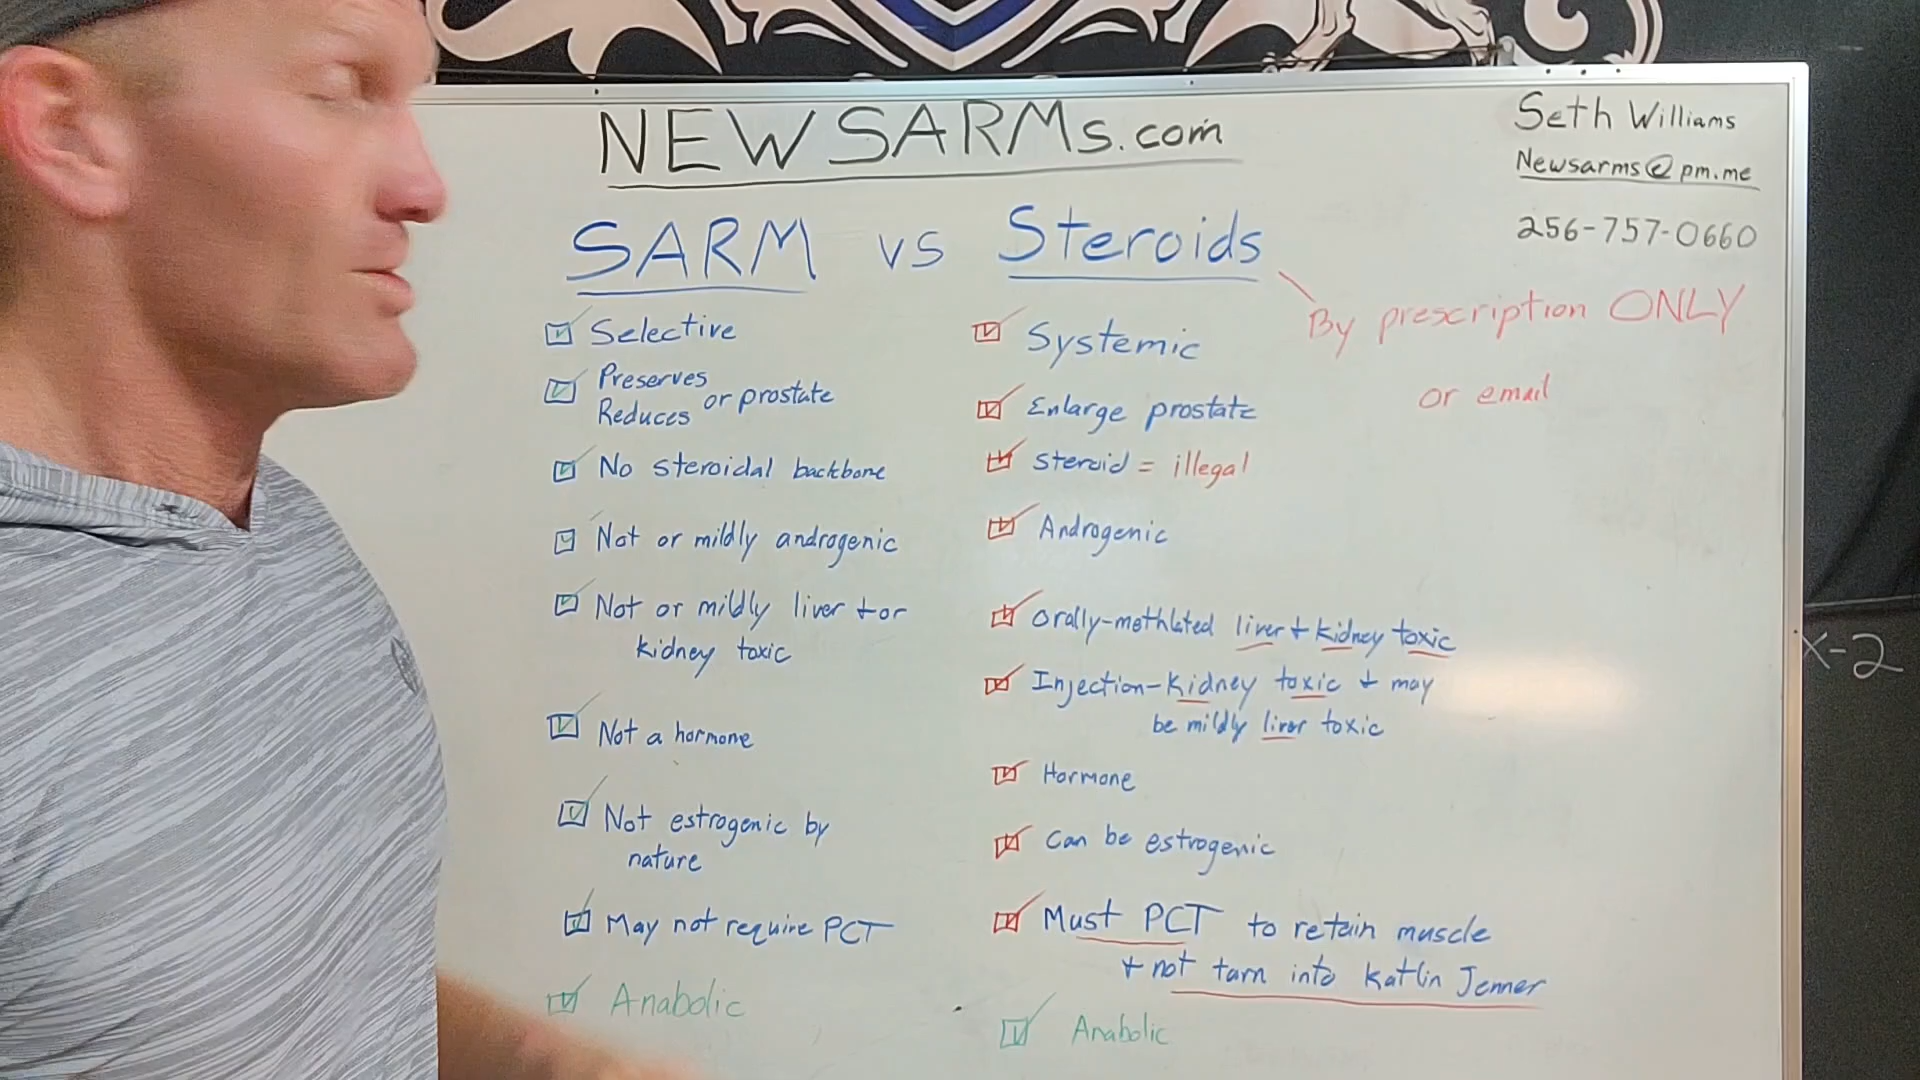 NEWSARMs.com
Seth Williams
Newsarms@pm.me
256-757-0660
SARM vs Steroids
By prescription ONLY
or email
Selective
Preserves
Reduces or prostate
No steroidal backbone
Not or mildly androgenic
Not or mildly liver + or
kidney toxic
Not a hormone
Not estrogenic by
nature
May not require PCT
Anabolic
Systemic
Enlarge prostate
Steroid = illegal
Androgenic
Orally-methlated liver + kidney toxic
Injection-kidney toxic + may
be mildly liver toxic
Hormone
Can be estrogenic
Must PCT to retain muscle
+ not turn into Katlin Jenner
Anabolic
X-2